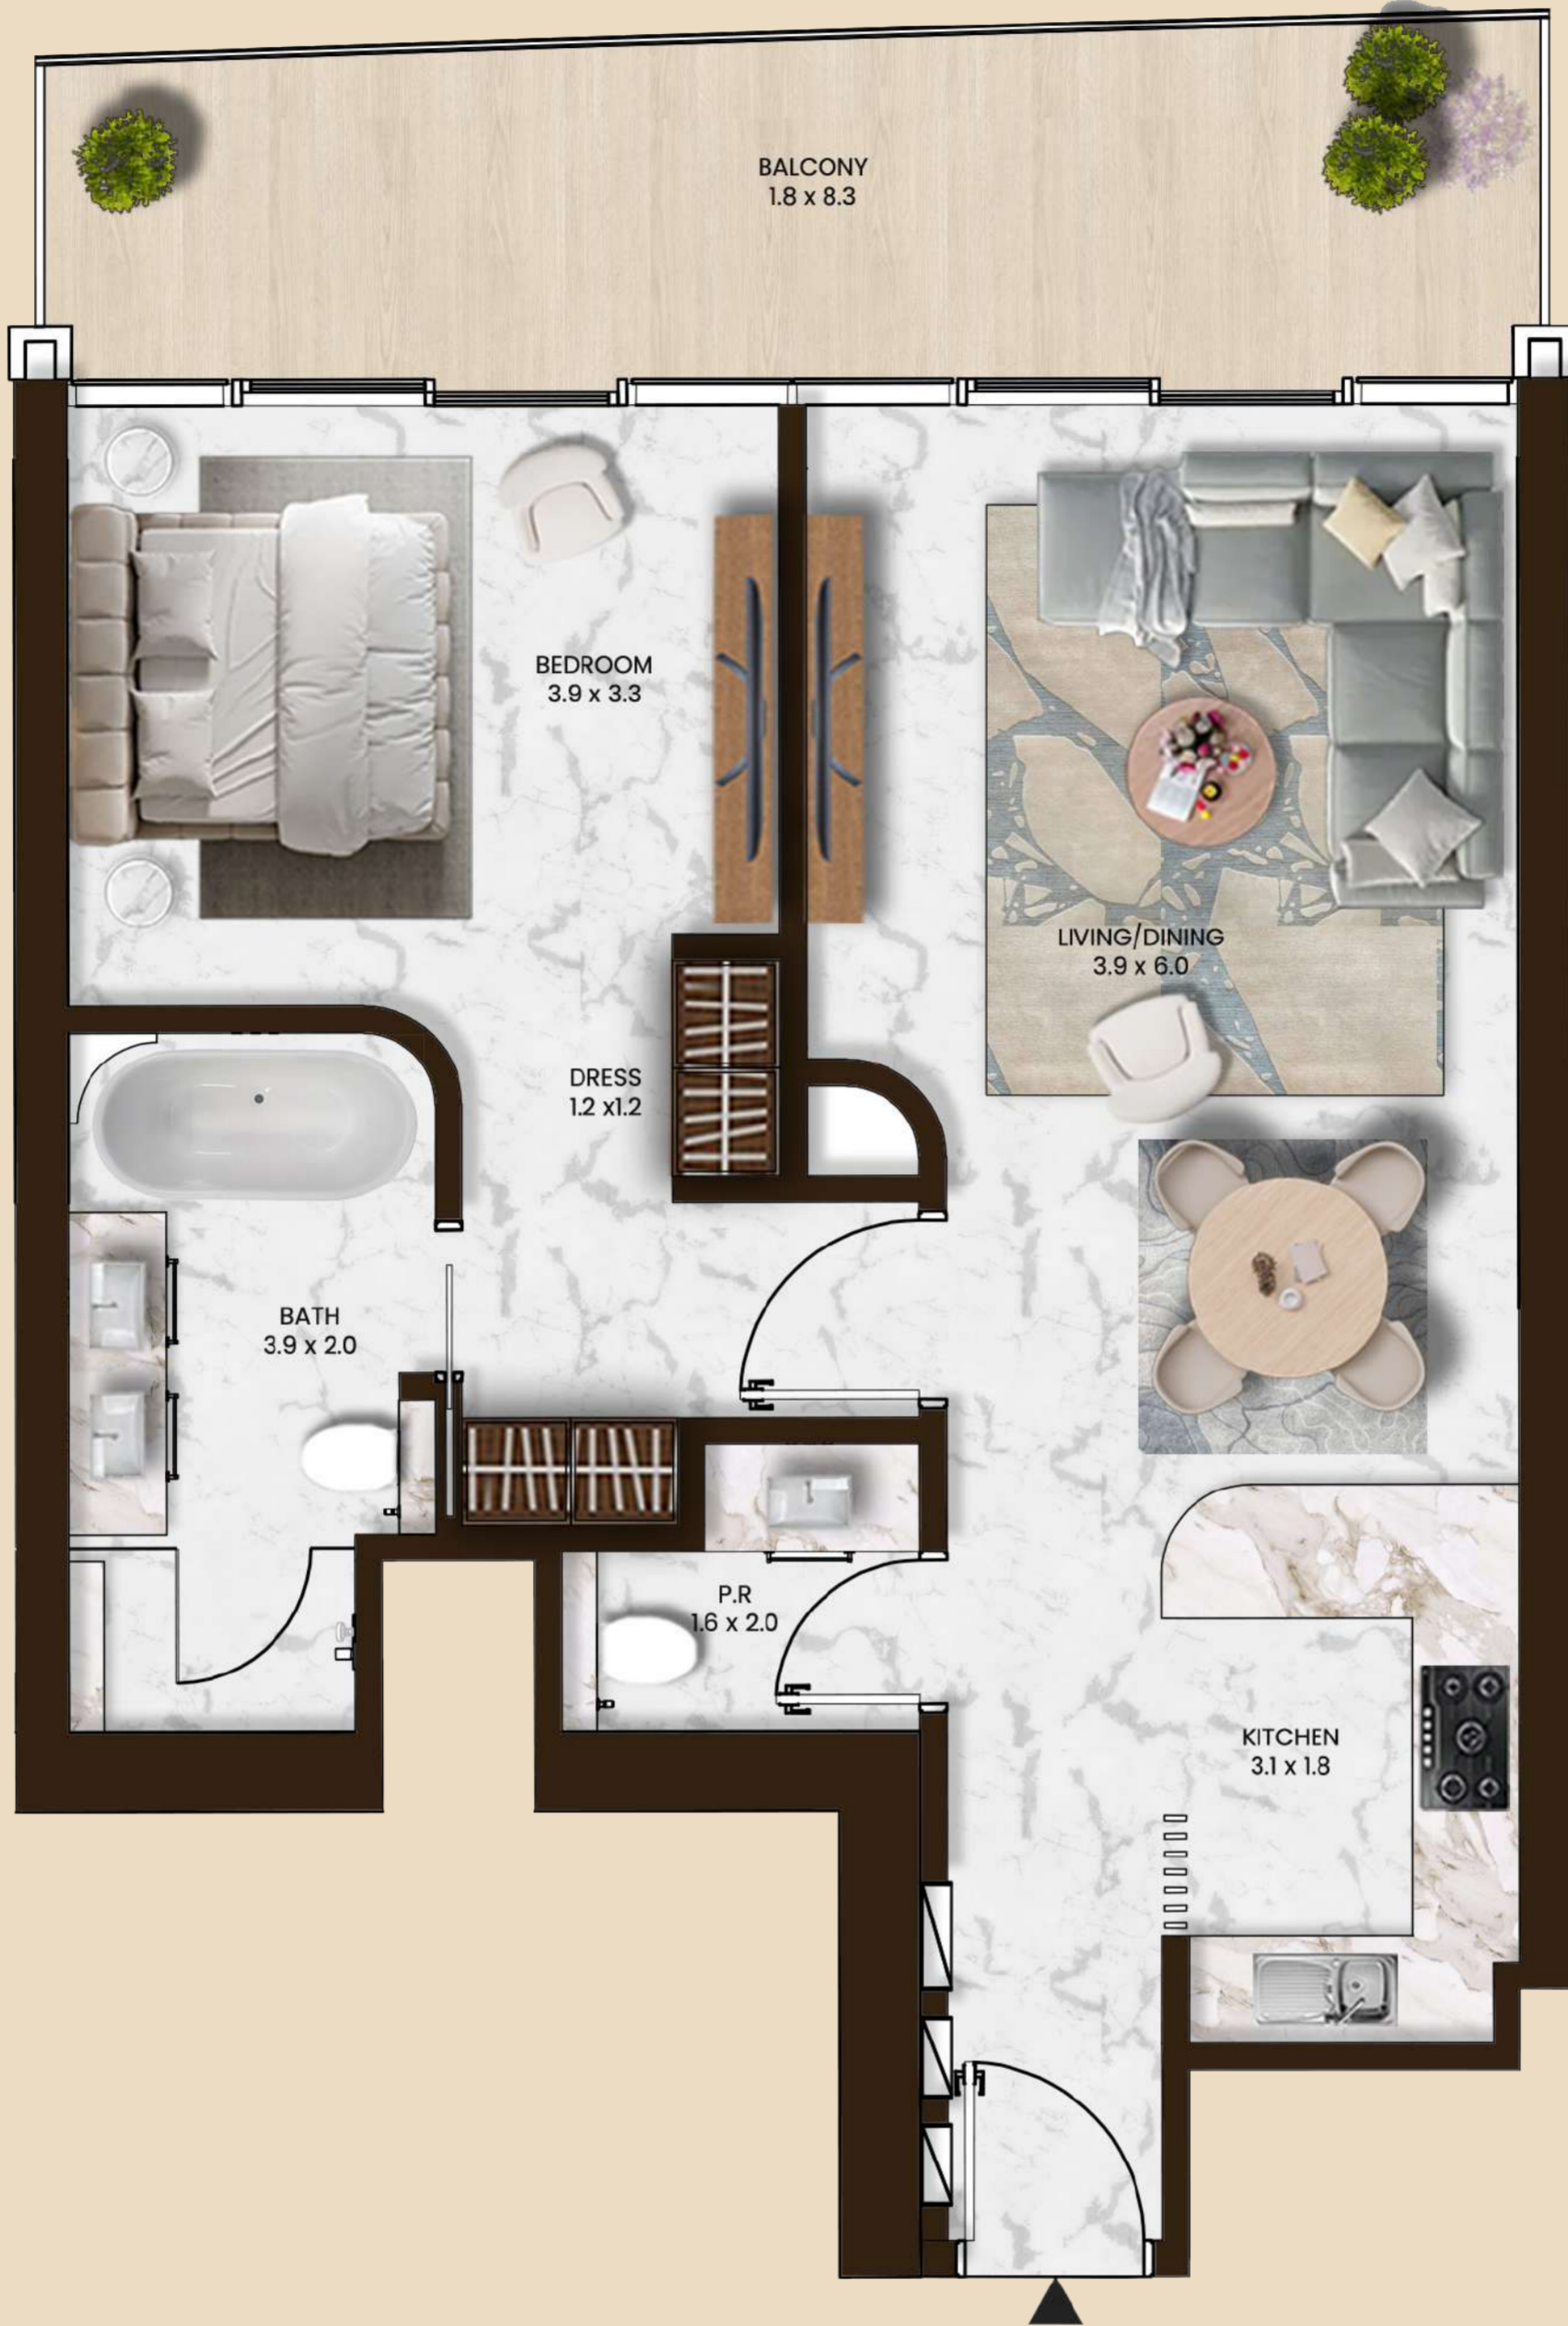 BALCONY
1.8 x 8.3
BEDROOM
3.9 x 3.3
LIVING/DINING
3.9 x 6.0
DRESS
1.2 x1.2
BATH
3.9 x 2.0
P.R
1.6 x 2.0
KITCHEN
3.1 x 1.8